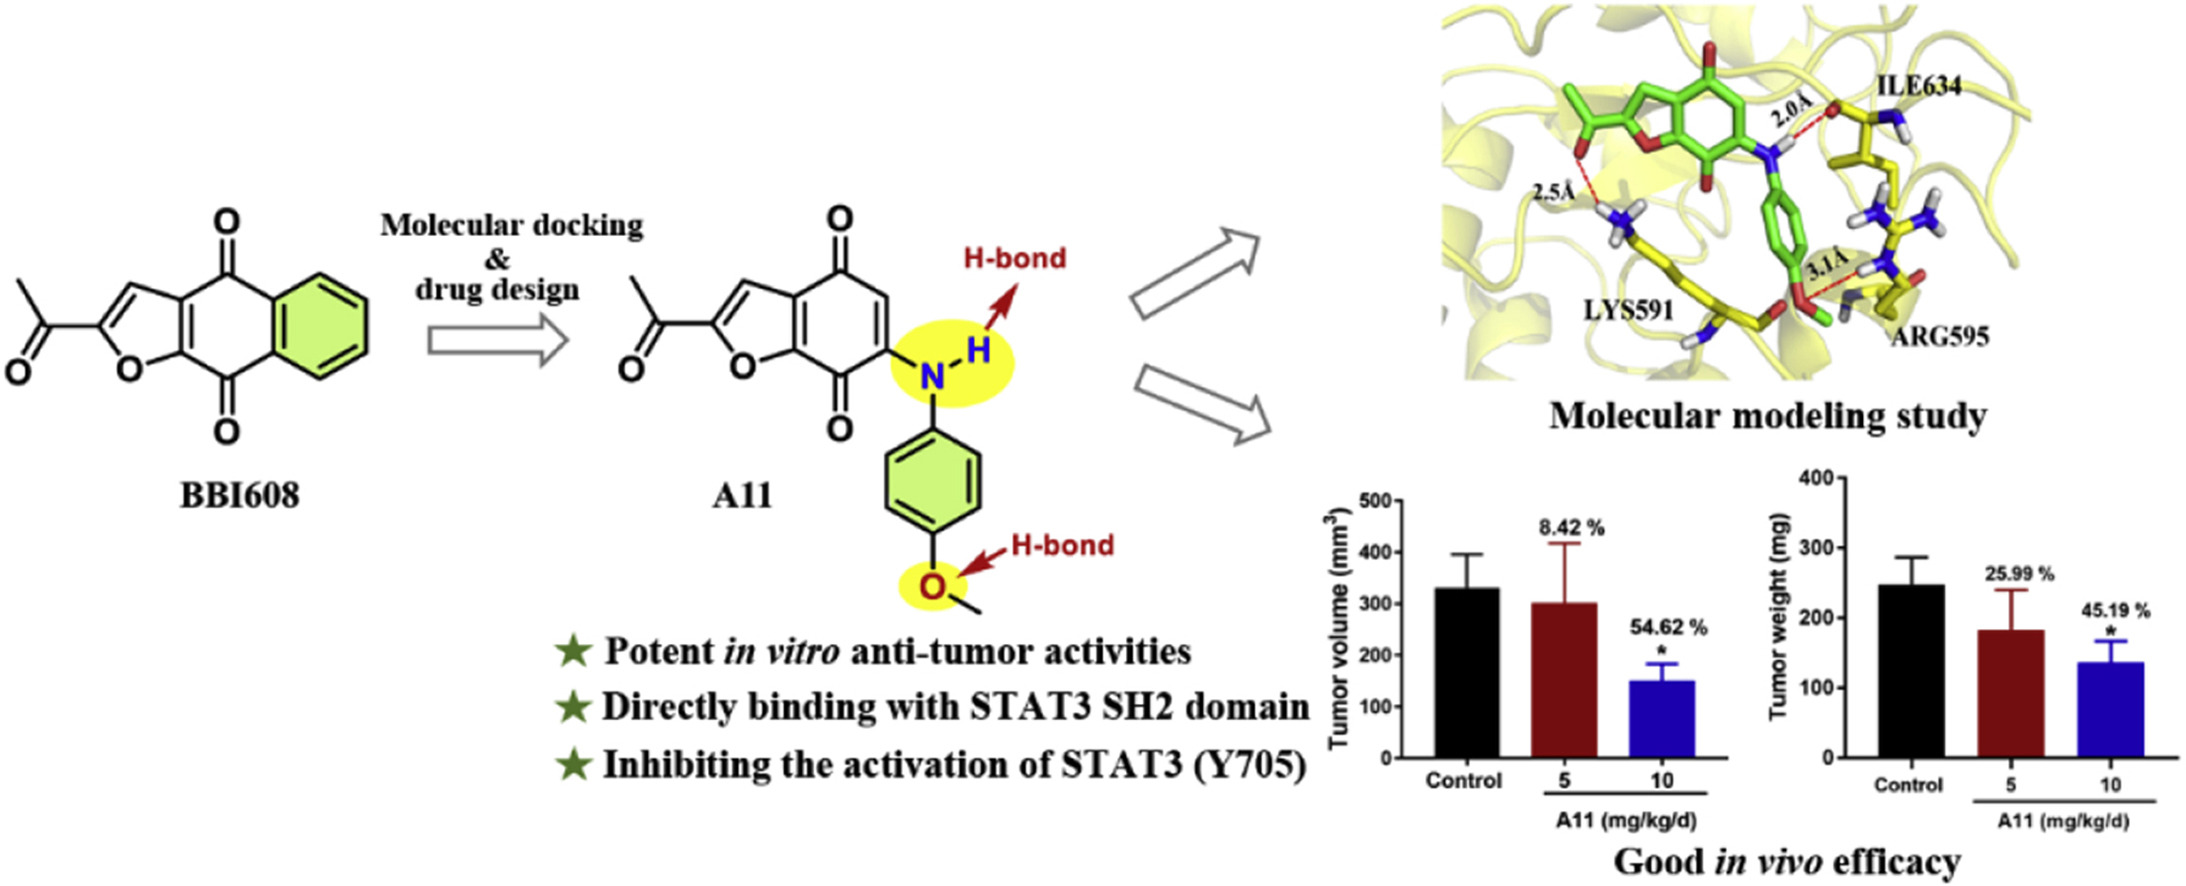 O
O
O
O
BBI608
Molecular docking
&
drug design
O
O
O
O
N
H
H-bond
O
H-bond
A11
★ Potent in vitro anti-tumor activities
★ Directly binding with STAT3 SH2 domain
★ Inhibiting the activation of STAT3 (Y705)
ILE634
2.0Å
2.5Å
3.1Å
LYS591
ARG595
Molecular modeling study
Tumor volume (mm³)
500
400
300
200
100
0
8.42 %
54.62 %
*
Control 5 10
A11 (mg/kg/d)
Tumor weight (mg)
400
300
200
100
0
25.99 %
45.19 %
*
Control 5 10
A11 (mg/kg/d)
Good in vivo efficacy